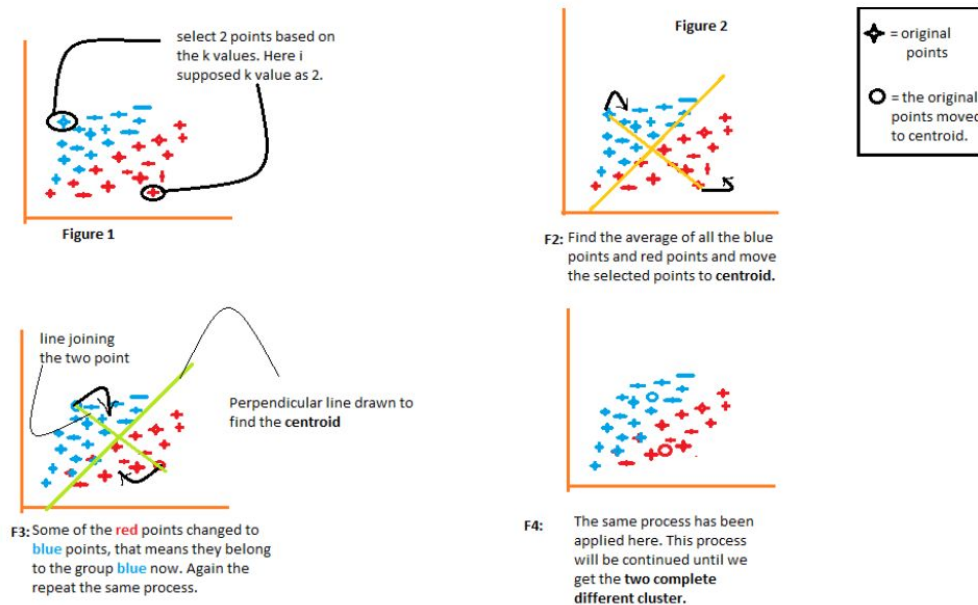 select 2 points based on
the k values. Here i
supposed k value as 2.
Figure 1
Figure 2
= original
points
= the original
points moved
to centroid.
F2: Find the average of all the blue
points and red points and move
the selected points to centroid.
line joining
the two point
Perpendicular line drawn to
find the centroid
F3: Some of the red points changed to
blue points, that means they belong
to the group blue now. Again the
repeat the same process.
F4: The same process has been
applied here. This process
will be continued until we
get the two complete
different cluster.